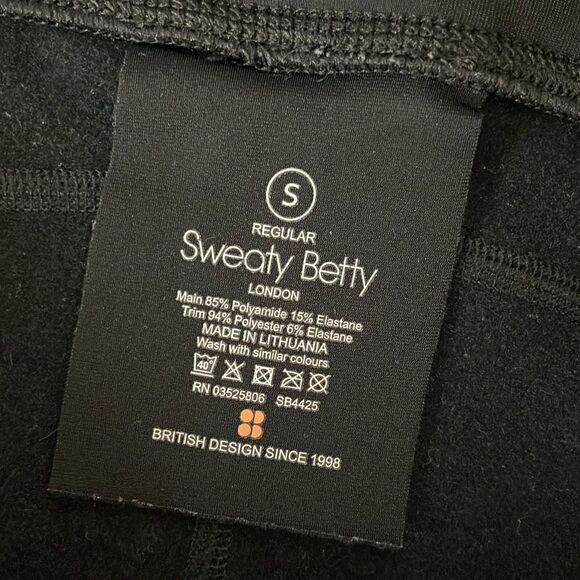 S
REGULAR
Sweaty Betty
LONDON
Main 85% Polyamide 15% Elastane
Trim 94% Polyester 6% Elastane
MADE IN LITHUANIA
Wash with similar colours
40°
RN 03525806 SB4425
BRITISH DESIGN SINCE 1998